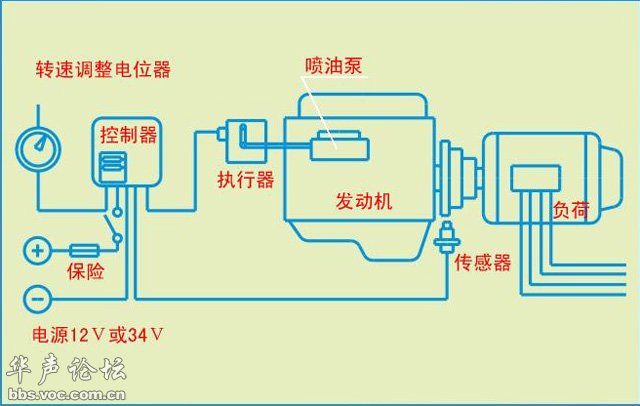 喷油泵
转速调整电位器
控制器
执行器
发动机
负荷
保险
传感器
电源12V或34V
华声论坛
bbs.voc.com.cn